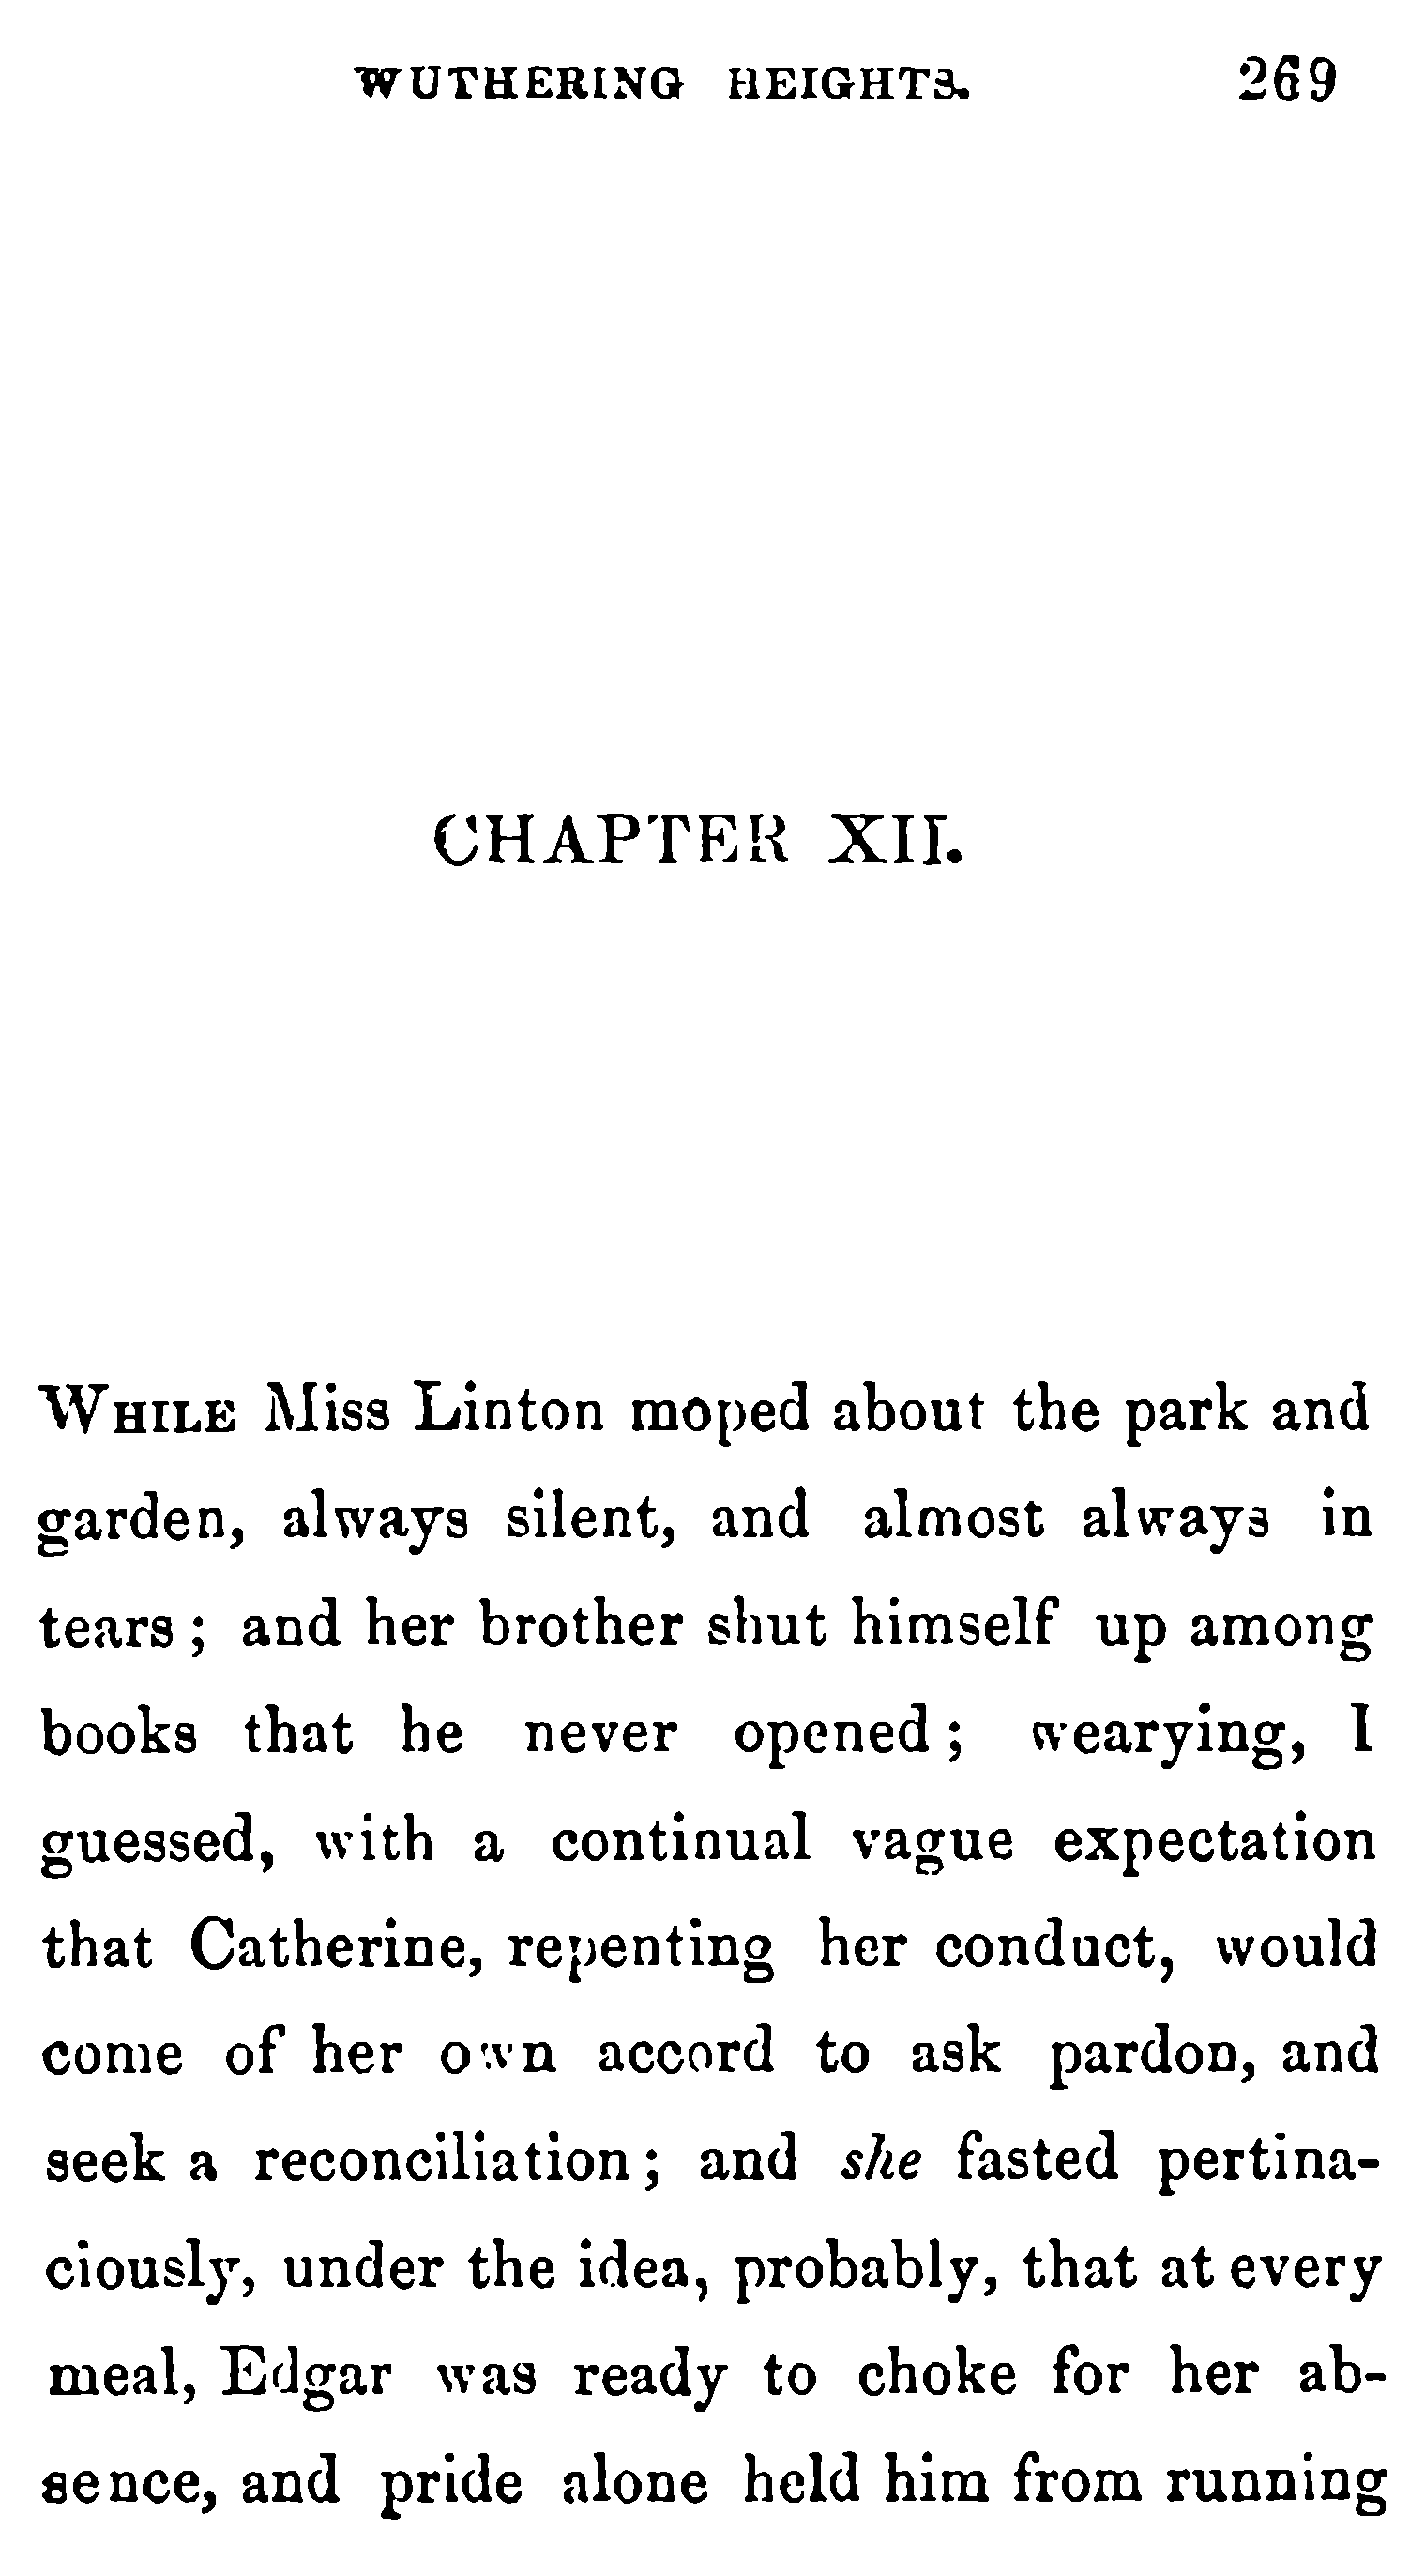 WUTHERING HEIGHTS. 269
CHAPTER XII.
WHILE Miss Linton moped about the park and
garden, always silent, and almost always in
tears ; and her brother shut himself up among
books that he never opened ; wearying, I
guessed, with a continual vague expectation
that Catherine, repenting her conduct, would
come of her own accord to ask pardon, and
seek a reconciliation ; and she fasted pertina-
ciously, under the idea, probably, that at every
meal, Edgar was ready to choke for her ab-
sence, and pride alone held him from running